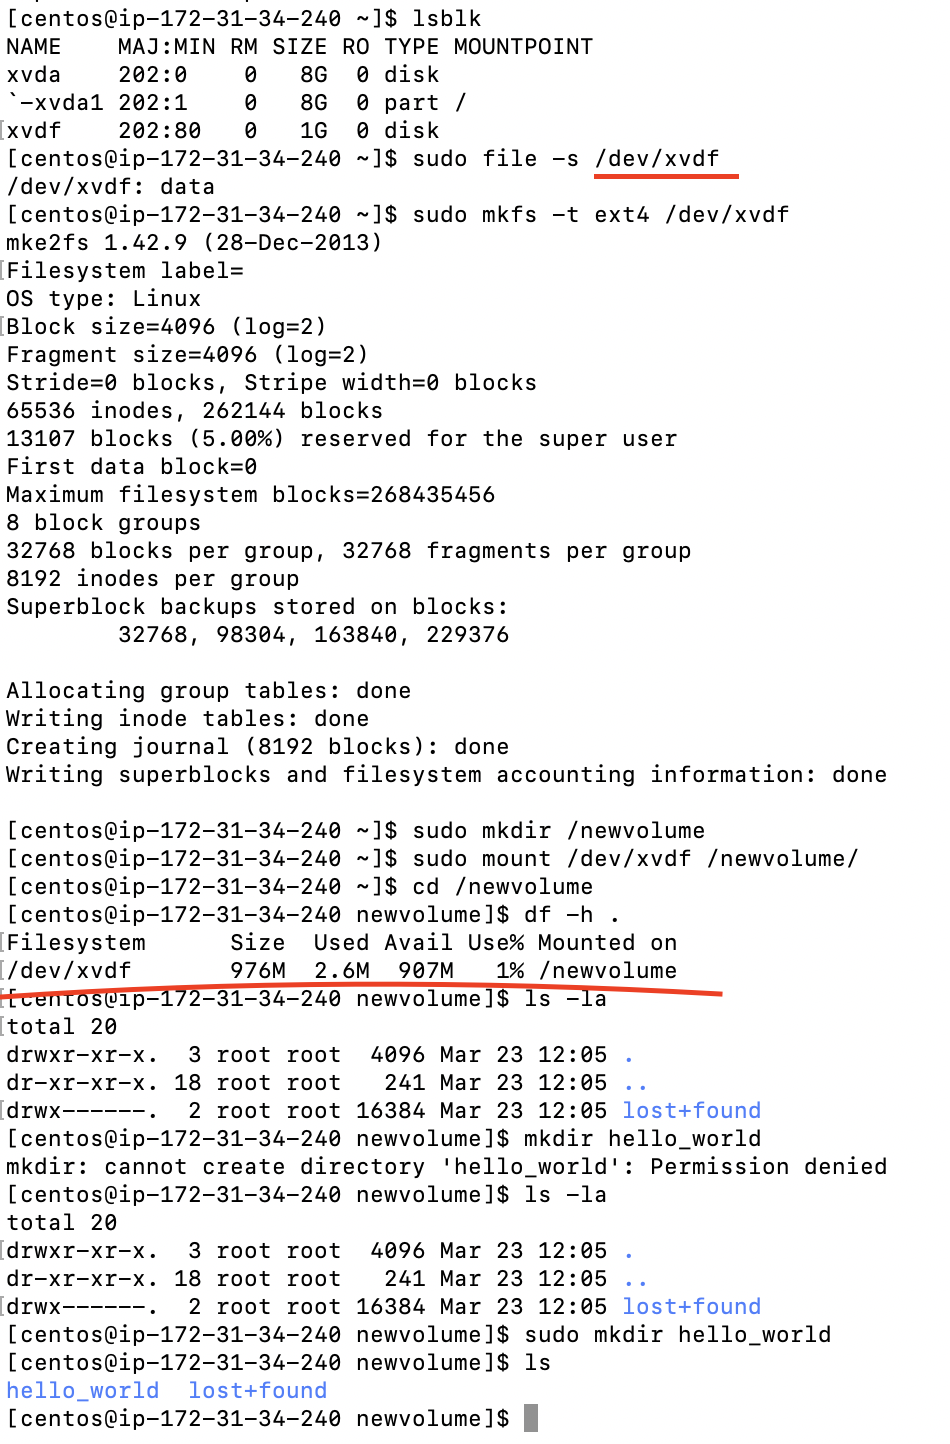 [centos@ip-172-31-34-240 ~]$ lsblk
NAME    MAJ:MIN RM SIZE RO TYPE MOUNTPOINT
xvda    202:0    0   8G  0 disk
`-xvda1 202:1    0   8G  0 part /
xvdf    202:80   0   1G  0 disk
[centos@ip-172-31-34-240 ~]$ sudo file -s /dev/xvdf
/dev/xvdf: data
[centos@ip-172-31-34-240 ~]$ sudo mkfs -t ext4 /dev/xvdf
mke2fs 1.42.9 (28-Dec-2013)
Filesystem label=
OS type: Linux
Block size=4096 (log=2)
Fragment size=4096 (log=2)
Stride=0 blocks, Stripe width=0 blocks
65536 inodes, 262144 blocks
13107 blocks (5.00%) reserved for the super user
First data block=0
Maximum filesystem blocks=268435456
8 block groups
32768 blocks per group, 32768 fragments per group
8192 inodes per group
Superblock backups stored on blocks:
        32768, 98304, 163840, 229376
Allocating group tables: done
Writing inode tables: done
Creating journal (8192 blocks): done
Writing superblocks and filesystem accounting information: done
[centos@ip-172-31-34-240 ~]$ sudo mkdir /newvolume
[centos@ip-172-31-34-240 ~]$ sudo mount /dev/xvdf /newvolume/
[centos@ip-172-31-34-240 ~]$ cd /newvolume
[centos@ip-172-31-34-240 newvolume]$ df -h .
Filesystem      Size  Used Avail Use% Mounted on
/dev/xvdf       976M  2.6M  907M   1% /newvolume
[centos@ip-172-31-34-240 newvolume]$ ls -la
total 20
drwxr-xr-x.  3 root root  4096 Mar 23 12:05 .
dr-xr-xr-x. 18 root root   241 Mar 23 12:05 ..
drwx------.  2 root root 16384 Mar 23 12:05 lost+found
[centos@ip-172-31-34-240 newvolume]$ mkdir hello_world
mkdir: cannot create directory 'hello_world': Permission denied
[centos@ip-172-31-34-240 newvolume]$ ls -la
total 20
drwxr-xr-x.  3 root root  4096 Mar 23 12:05 .
dr-xr-xr-x. 18 root root   241 Mar 23 12:05 ..
drwx------.  2 root root 16384 Mar 23 12:05 lost+found
[centos@ip-172-31-34-240 newvolume]$ sudo mkdir hello_world
[centos@ip-172-31-34-240 newvolume]$ ls
hello_world  lost+found
[centos@ip-172-31-34-240 newvolume]$